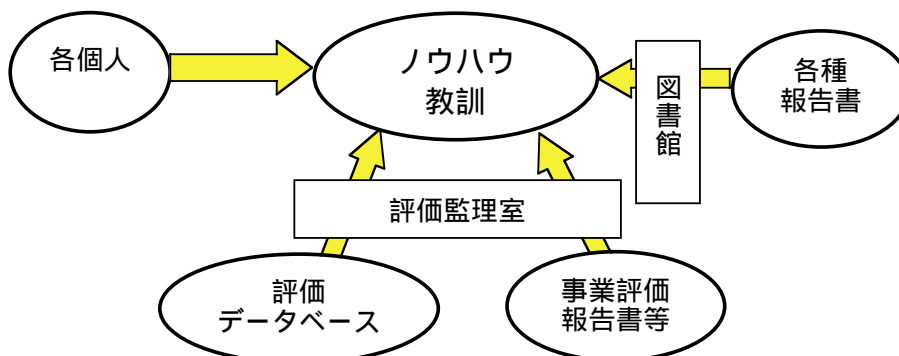 各個人
ノウハウ
教訓
図書館
各種
報告書
評価監理室
評価
データベース
事業評価
報告書等